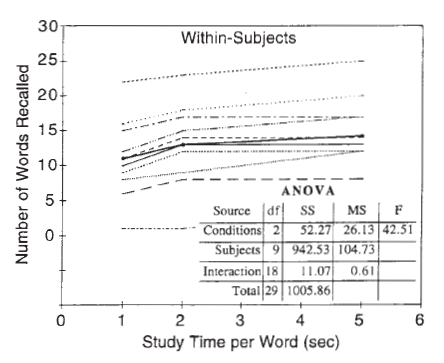 Within-Subjects
Number of Words Recalled
30
25
20
15
10
5
0
ANOVA
Source df SS MS F
Conditions 2 52.27 26.13 42.51
Subjects 9 942.53 104.73
Interaction 18 11.07 0.61
Total 29 1005.86
0 1 2 3 4 5 6
Study Time per Word (sec)